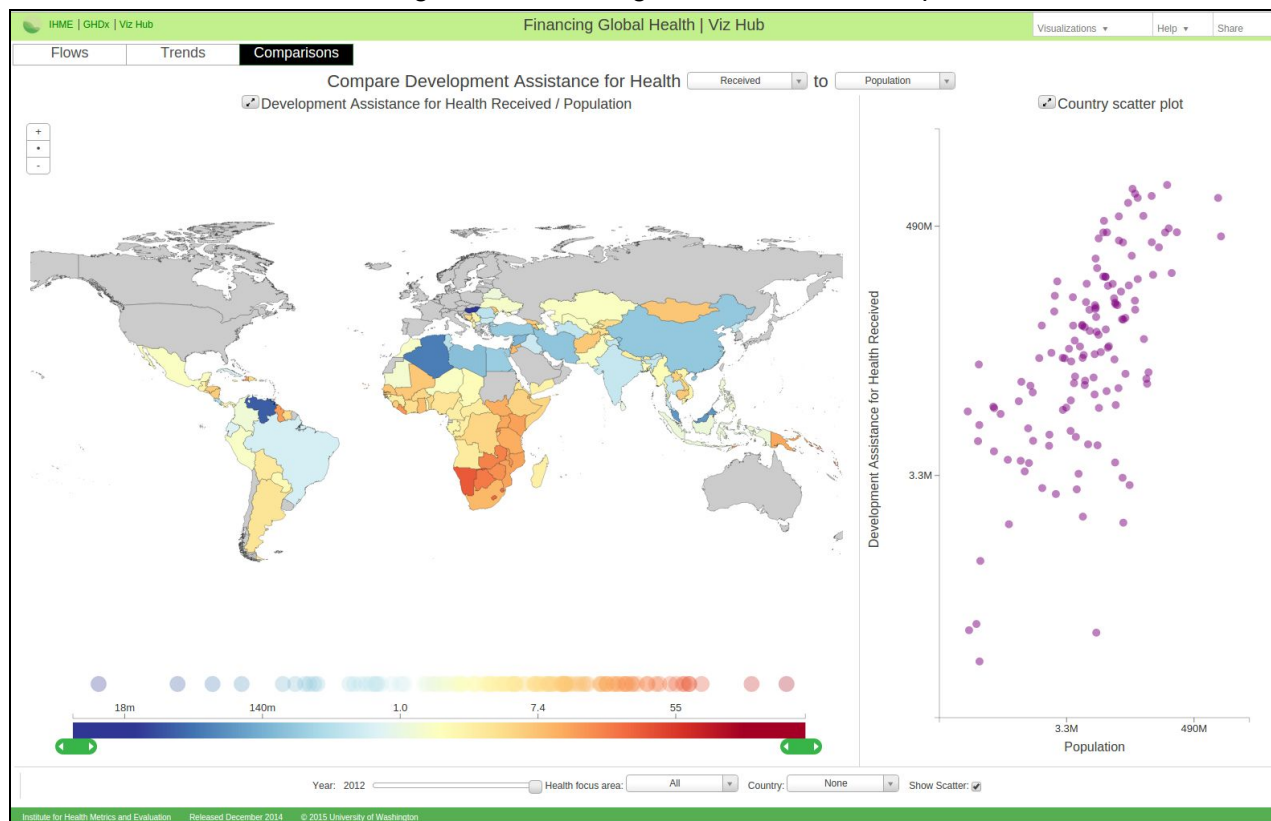 IHME | GHDx | Viz Hub
Financing Global Health | Viz Hub
Visualizations
Help
Share
Flows
Trends
Comparisons
Compare Development Assistance for Health Received to Population
Development Assistance for Health Received / Population
Country scatter plot
+
-
490M
3.3M
Development Assistance for Health Received
3.3M
490M
Population
18m
140m
1.0
7.4
55
Year: 2012
Health focus area: All
Country: None
Show Scatter:
Institute for Health Metrics and Evaluation Released December 2014 © 2015 University of Washington